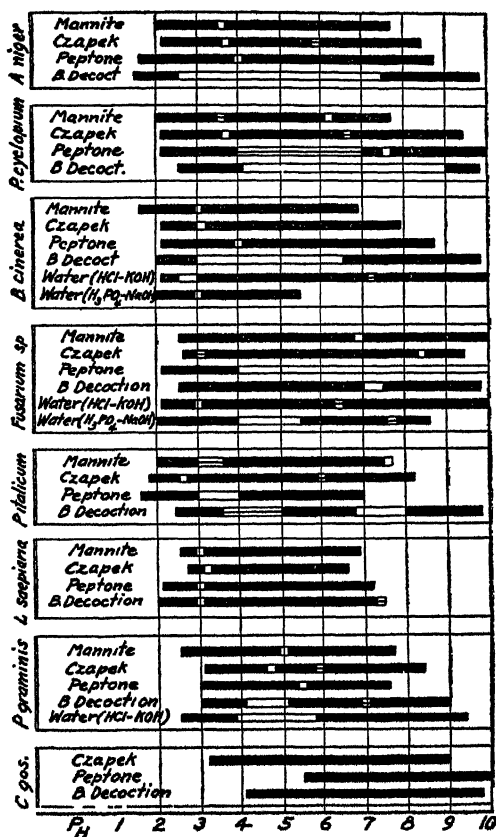 A niger
Mannite
Czapek
Peptone
B. Decoct
P. cyclopium
Mannite
Czapek
Peptone
B Decoct.
B cinerea
Mannite
Czapek
Peptone
B Decoct
Water (HCl-KOH)
Water (H3PO4-NaOH)
Fusarium sp
Mannite
Czapek
Peptone
B Decoction
Water (HCl-KOH)
Water (H3PO4-NaOH)
P italicum
Mannite
Czapek
Peptone
B Decoction
L saepiaria
Mannite
Czapek
Peptone
B. Decoction
P graminis
Mannite
Czapek
Peptone
B Decoction
Water (HCl-KOH)
C gos.
Czapek
Peptone
B Decoction
PH 1 2 3 4 5 6 7 8 9 10